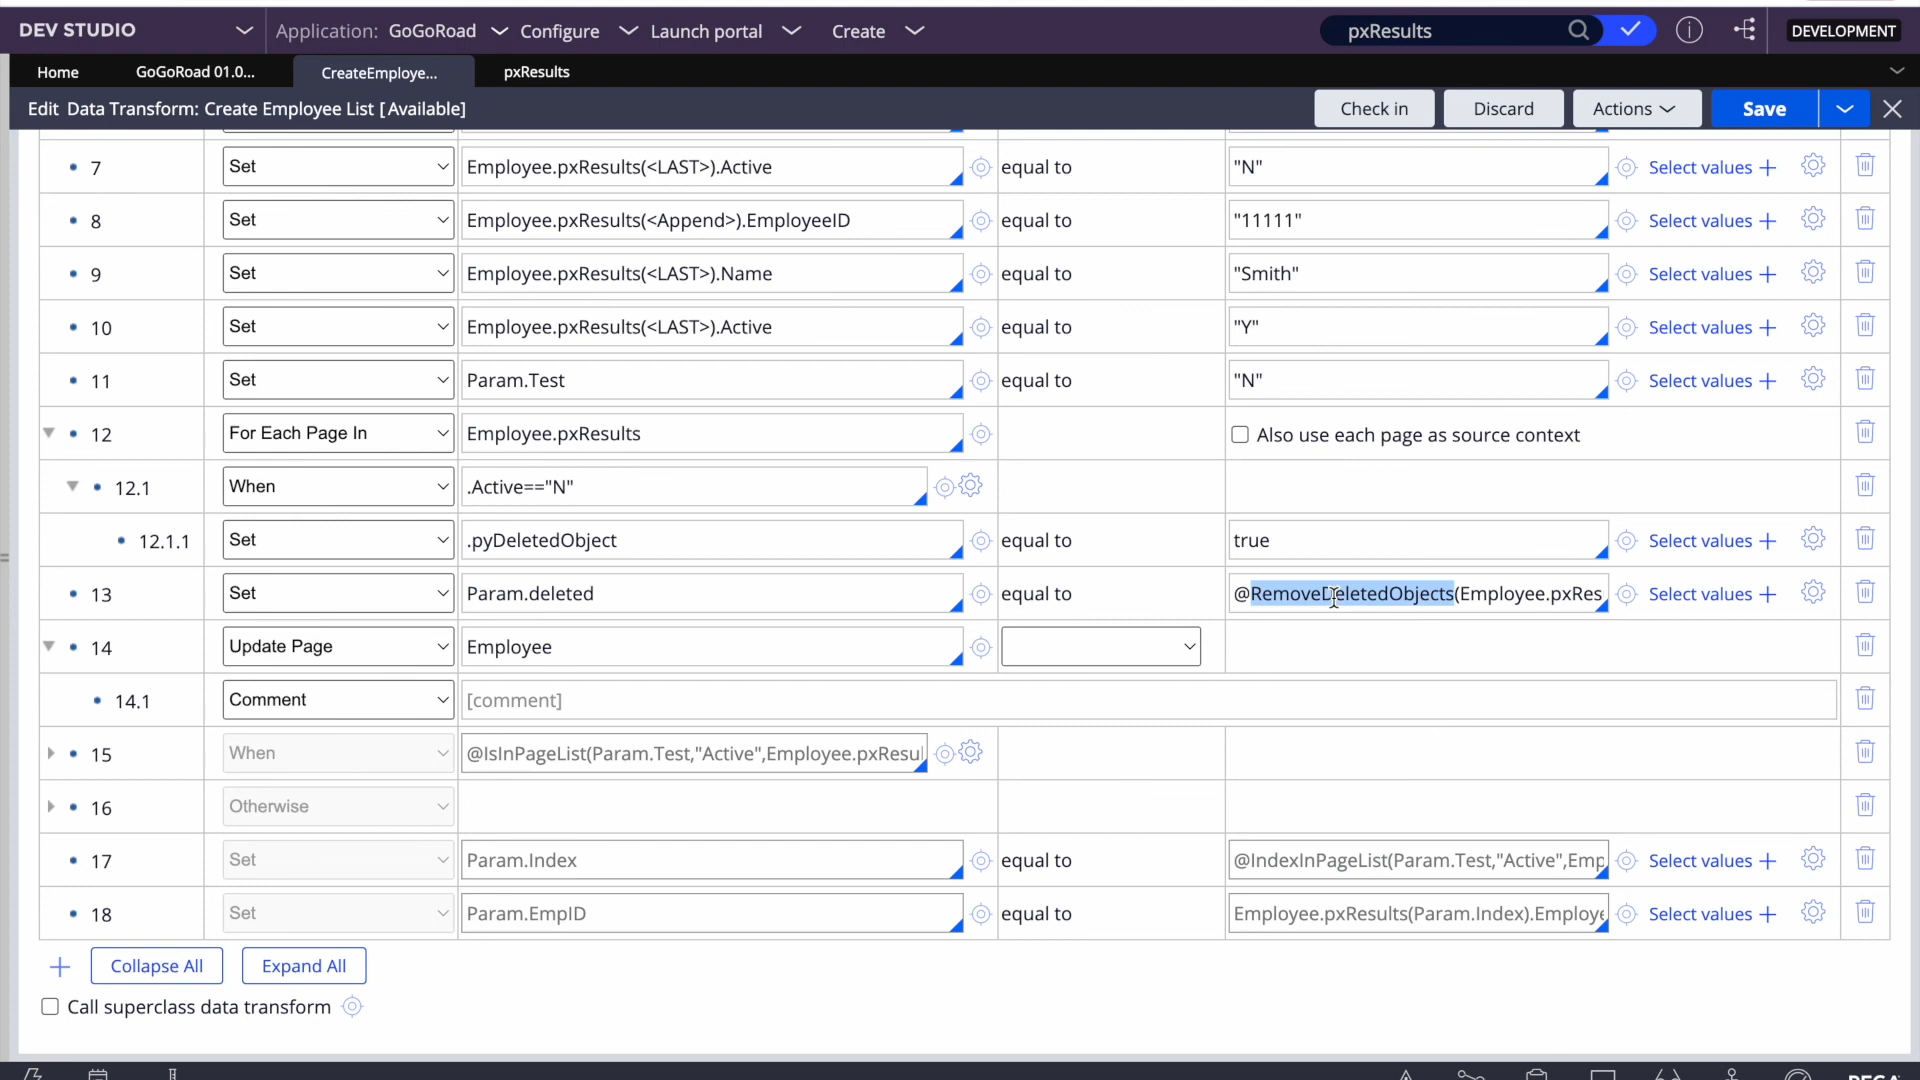 DEV STUDIO Application: GoGoRoad Configure Launch portal Create pxResults DEVELOPMENT
Home GoGoRoad 01.0... CreateEmploye... pxResults
Edit Data Transform: Create Employee List [Available] Check in Discard Actions Save
7 Set Employee.pxResults(<LAST>).Active equal to "N" Select values
8 Set Employee.pxResults(<Append>).EmployeeID equal to "11111" Select values
9 Set Employee.pxResults(<LAST>).Name equal to "Smith" Select values
10 Set Employee.pxResults(<LAST>).Active equal to "Y" Select values
11 Set Param.Test equal to "N" Select values
12 For Each Page In Employee.pxResults Also use each page as source context
12.1 When .Active=="N"
12.1.1 Set .pyDeletedObject equal to true Select values
13 Set Param.deleted equal to @RemoveDeletedObjects(Employee.pxRes Select values
14 Update Page Employee
14.1 Comment [comment]
15 When @IsInPageList(Param.Test,"Active",Employee.pxResul
16 Otherwise
17 Set Param.Index equal to @IndexInPageList(Param.Test,"Active",Emp Select values
18 Set Param.EmpID equal to Employee.pxResults(Param.Index).Employe Select values
Collapse All Expand All
Call superclass data transform